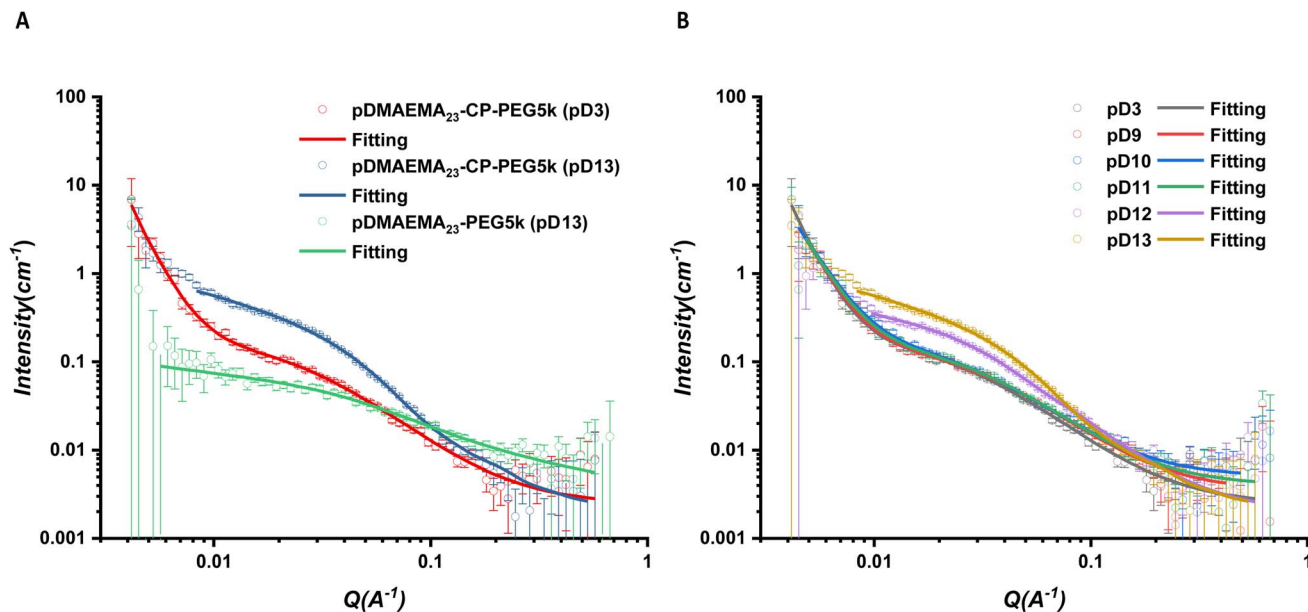 A
100
10
1
0.1
0.01
0.001
0.01
0.1
1
Intensity(cm⁻¹)
Q(A⁻¹)
pDMAEMA₂₃-CP-PEG5k (pD3)
Fitting
pDMAEMA₂₃-CP-PEG5k (pD13)
Fitting
pDMAEMA₂₃-PEG5k (pD13)
Fitting
B
100
10
1
0.1
0.01
0.001
0.01
0.1
1
Intensity(cm⁻¹)
Q(A⁻¹)
pD3 Fitting
pD9 Fitting
pD10 Fitting
pD11 Fitting
pD12 Fitting
pD13 Fitting